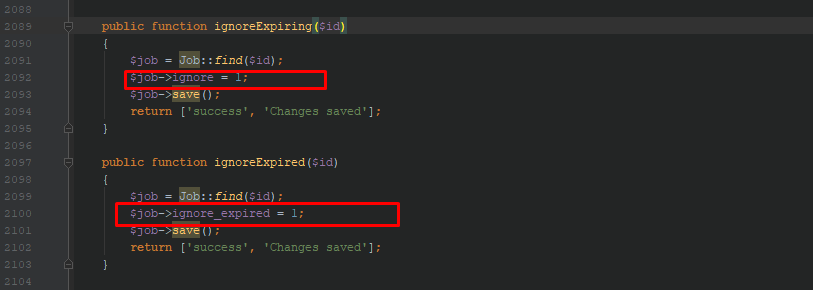 2088
2089 public function ignoreExpiring($id)
2090 {
2091 $job = Job::find($id);
2092 $job->ignore = 1;
2093 $job->save();
2094 return ['success', 'Changes saved'];
2095 }
2096
2097 public function ignoreExpired($id)
2098 {
2099 $job = Job::find($id);
2100 $job->ignore_expired = 1;
2101 $job->save();
2102 return ['success', 'Changes saved'];
2103 }
2104